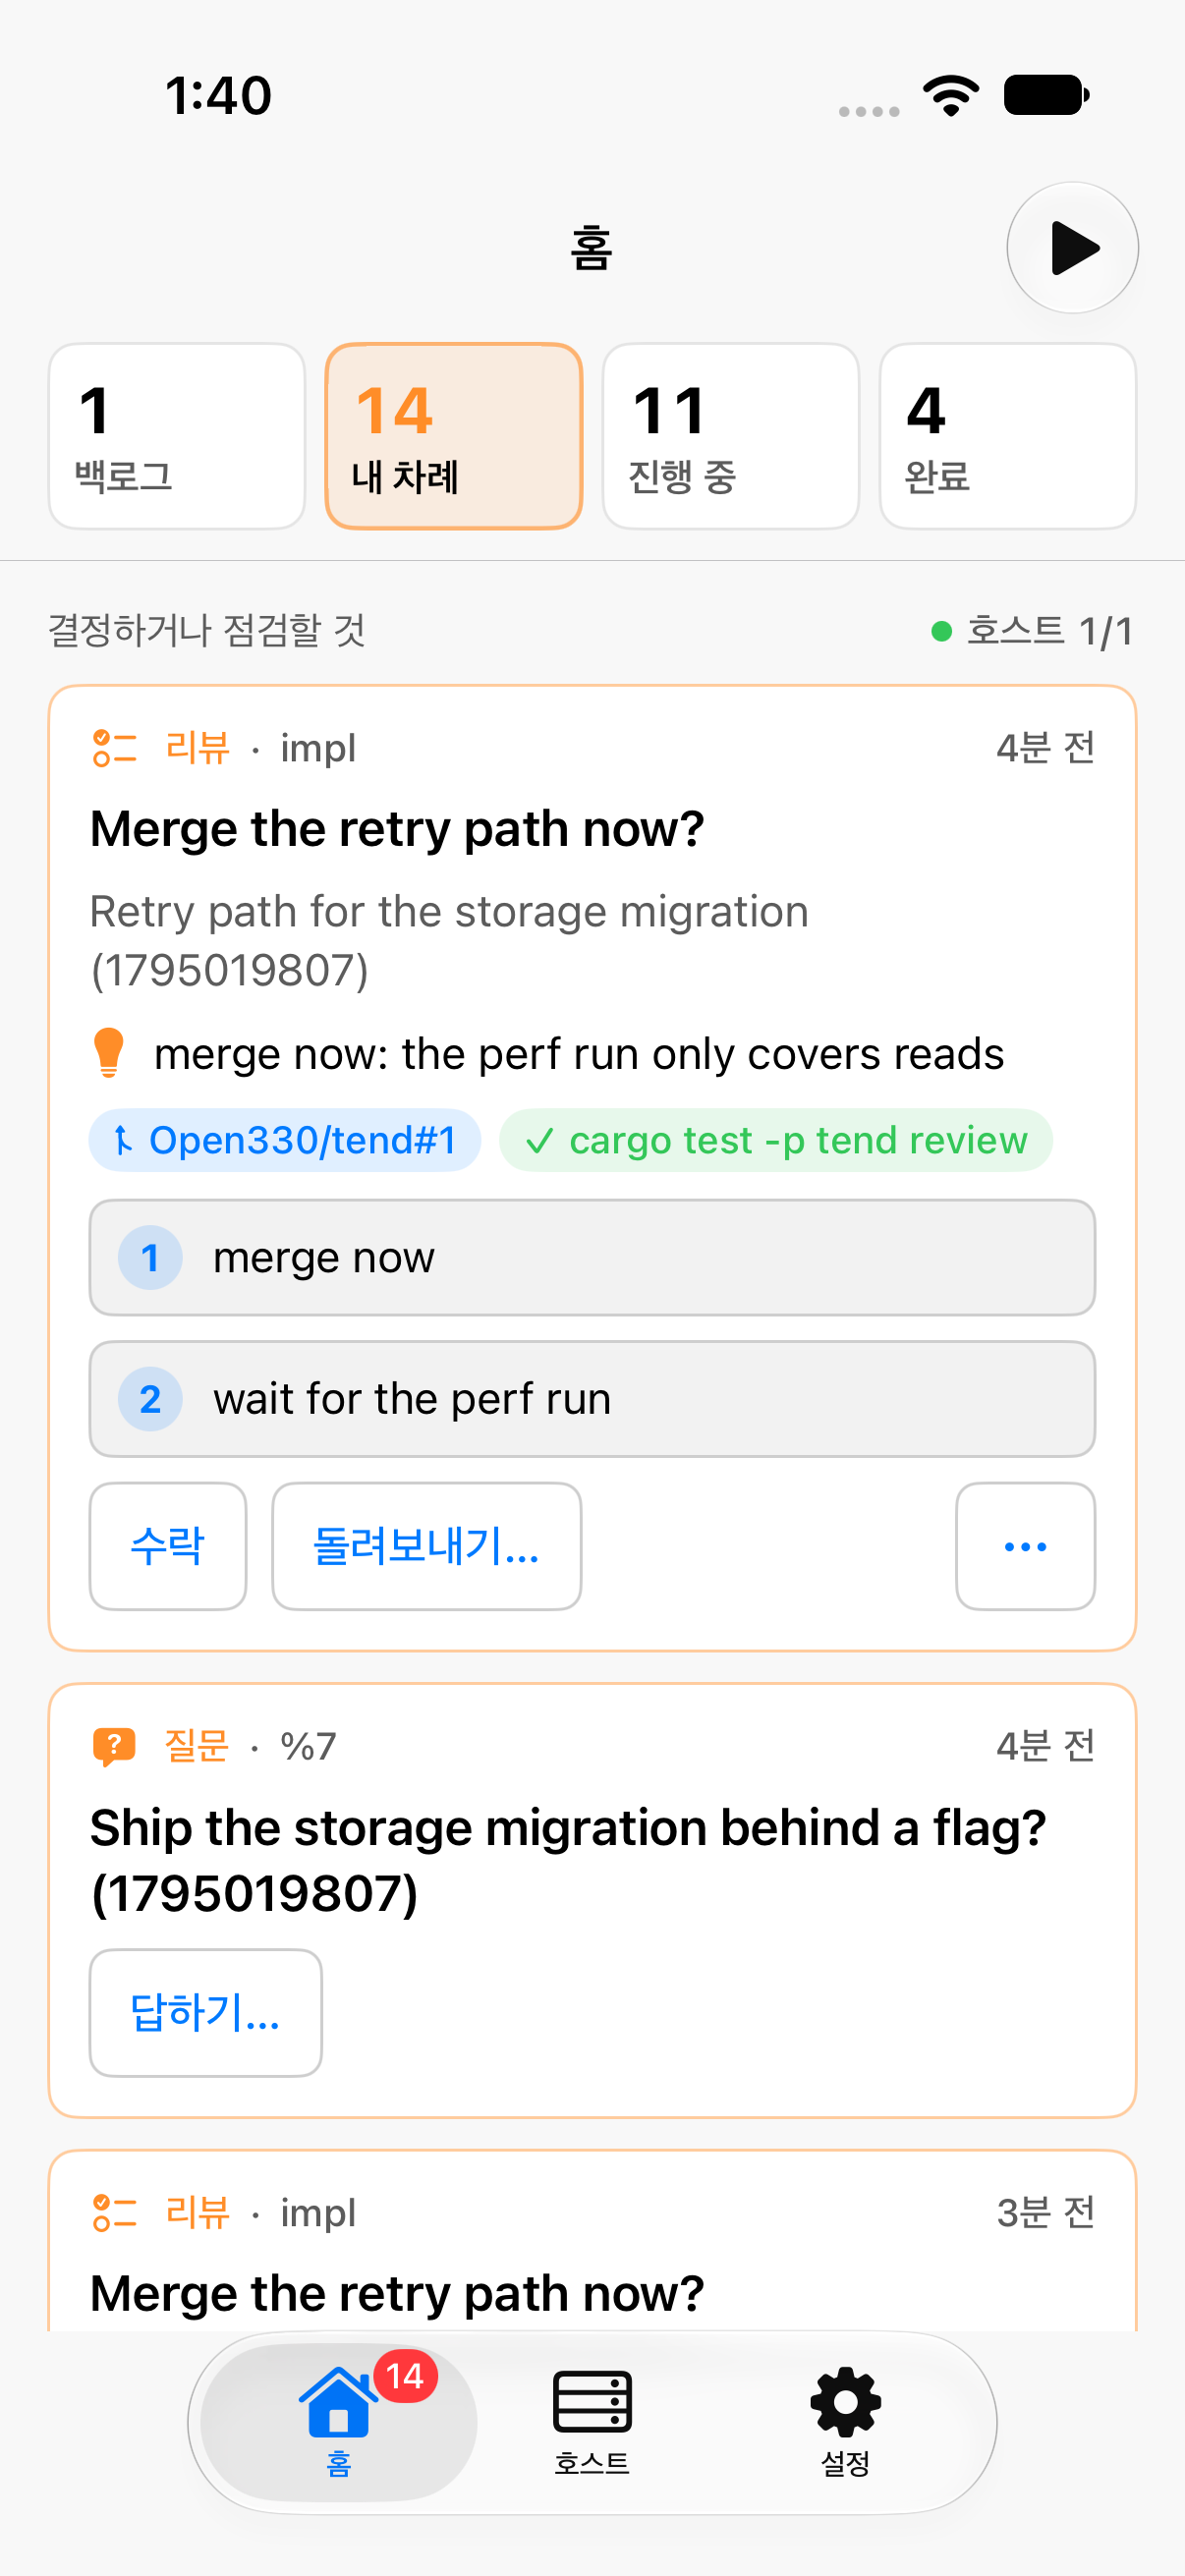 1:40
홈
1
백로그
14
내 차례
11
진행 중
4
완료
결정하거나 점검할 것
호스트 1/1
리뷰 · impl
4분 전
Merge the retry path now?
Retry path for the storage migration
(1795019807)
merge now: the perf run only covers reads
Open330/tend#1
✓ cargo test -p tend review
1 merge now
2 wait for the perf run
수락
돌려보내기...
...
? 질문 · %7
4분 전
Ship the storage migration behind a flag?
(1795019807)
답하기...
리뷰 · impl
3분 전
Merge the retry path now?
14
홈
호스트
설정